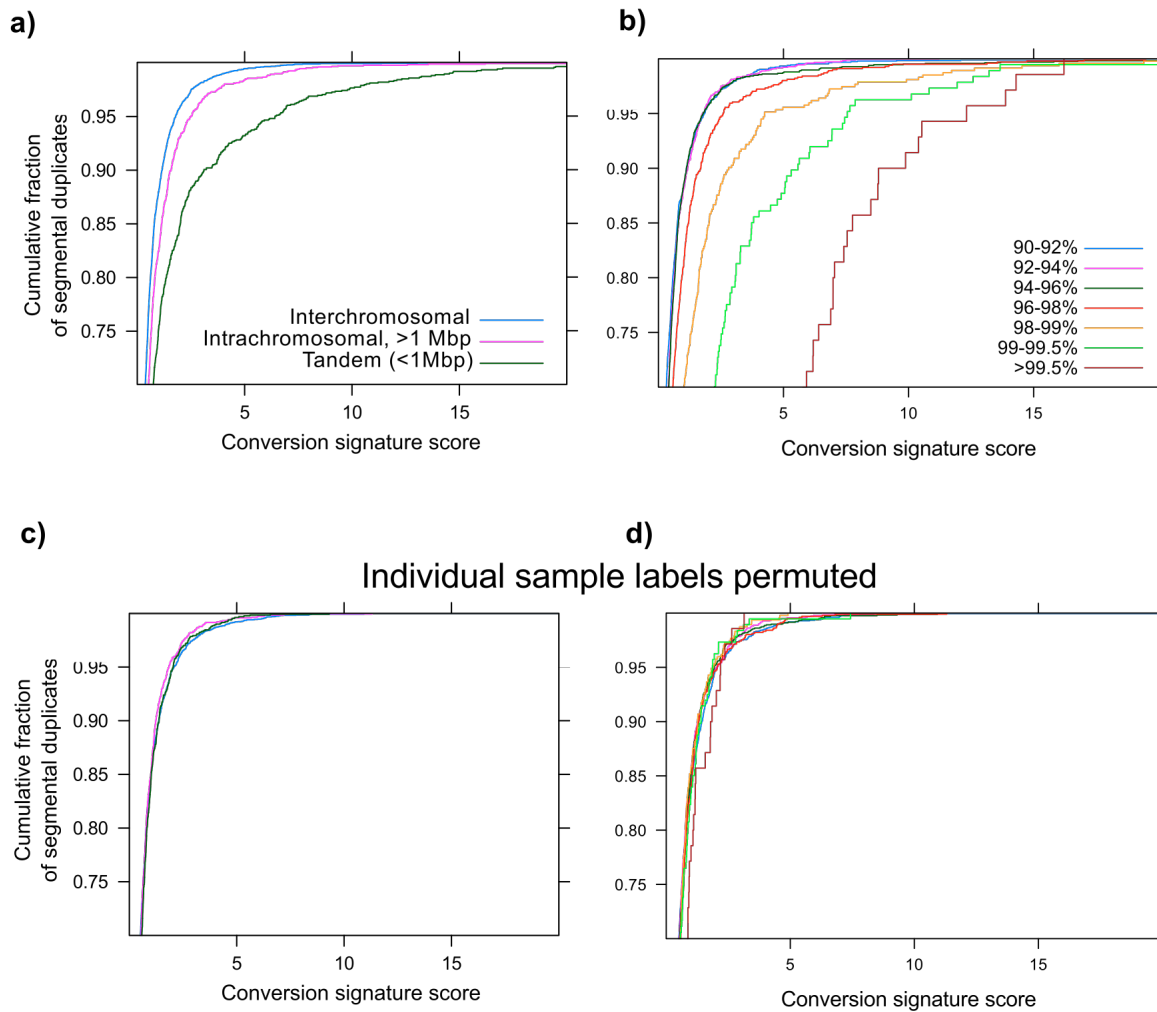 a)
0.95
0.90
0.85
0.80
0.75
Cumulative fraction
of segmental duplicates
Interchromosomal
Intrachromosomal, >1 Mbp
Tandem (<1Mbp)
5 10 15
Conversion signature score
b)
0.95
0.90
0.85
0.80
0.75
90-92%
92-94%
94-96%
96-98%
98-99%
99-99.5%
>99.5%
5 10 15
Conversion signature score
c) d)
Individual sample labels permuted
0.95
0.90
0.85
0.80
0.75
Cumulative fraction
of segmental duplicates
5 10 15
Conversion signature score
0.95
0.90
0.85
0.80
0.75
5 10 15
Conversion signature score